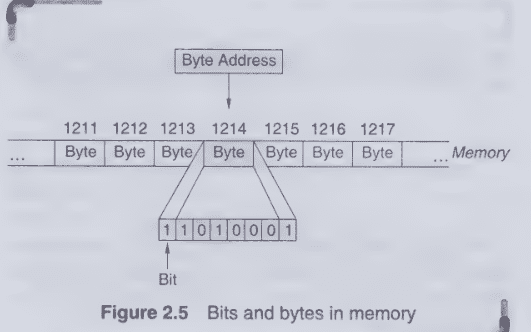 Byte Address
1211 1212 1213 1214 1215 1216 1217
... Byte Byte Byte Byte Byte Byte Byte ... Memory
1 1 0 1 0 0 0 1
Bit
Figure 2.5 Bits and bytes in memory